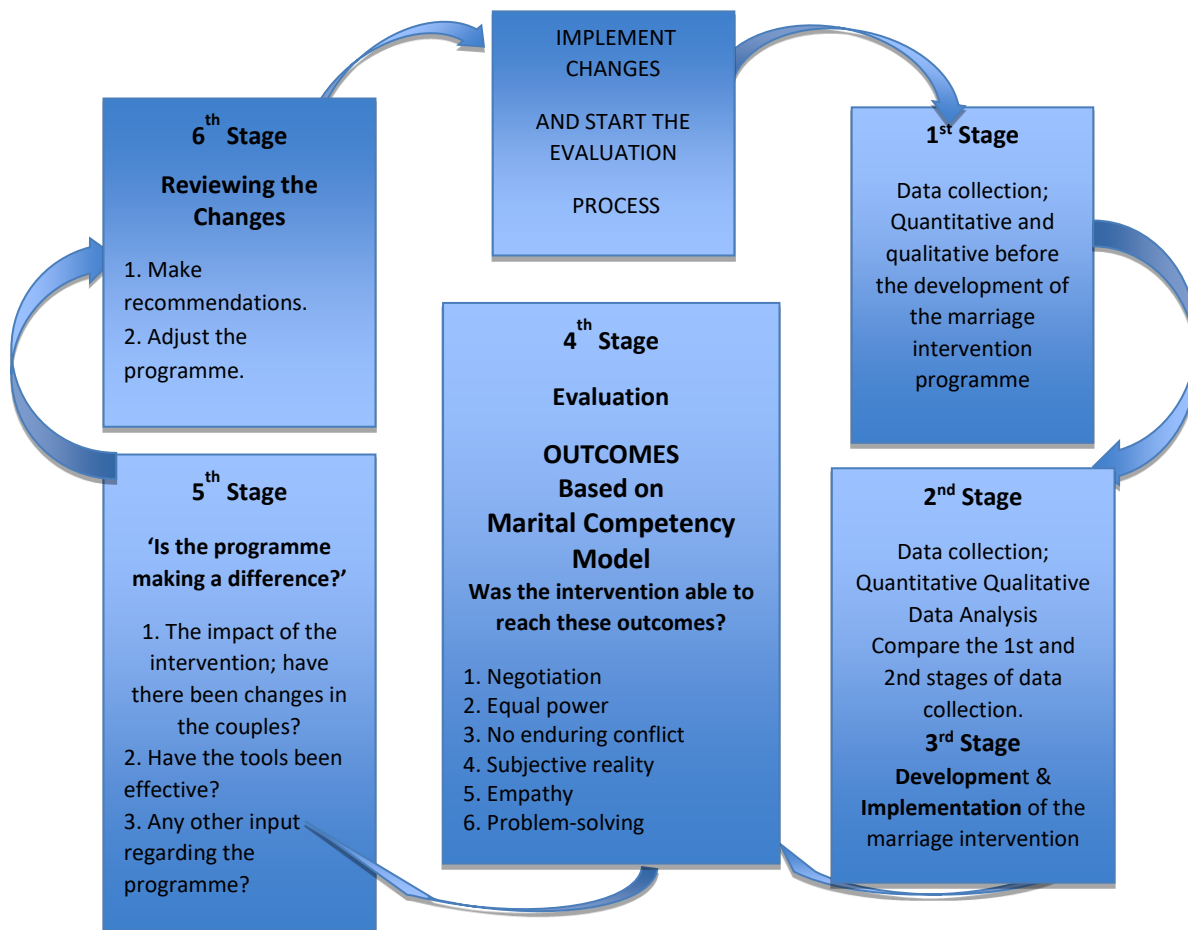 IMPLEMENT
CHANGES
AND START THE
EVALUATION
PROCESS
1st Stage
Data collection;
Quantitative and
qualitative before
the development of
the marriage
intervention
programme
2nd Stage
Data collection;
Quantitative Qualitative
Data Analysis
Compare the 1st and
2nd stages of data
collection.
3rd Stage
Development &
Implementation of the
marriage intervention
4th Stage
Evaluation
OUTCOMES
Based on
Marital Competency
Model
Was the intervention able to
reach these outcomes?
1. Negotiation
2. Equal power
3. No enduring conflict
4. Subjective reality
5. Empathy
6. Problem-solving
5th Stage
‘Is the programme
making a difference?’
1. The impact of the
intervention; have
there been changes in
the couples?
2. Have the tools been
effective?
3. Any other input
regarding the
programme?
6th Stage
Reviewing the
Changes
1. Make
recommendations.
2. Adjust the
programme.